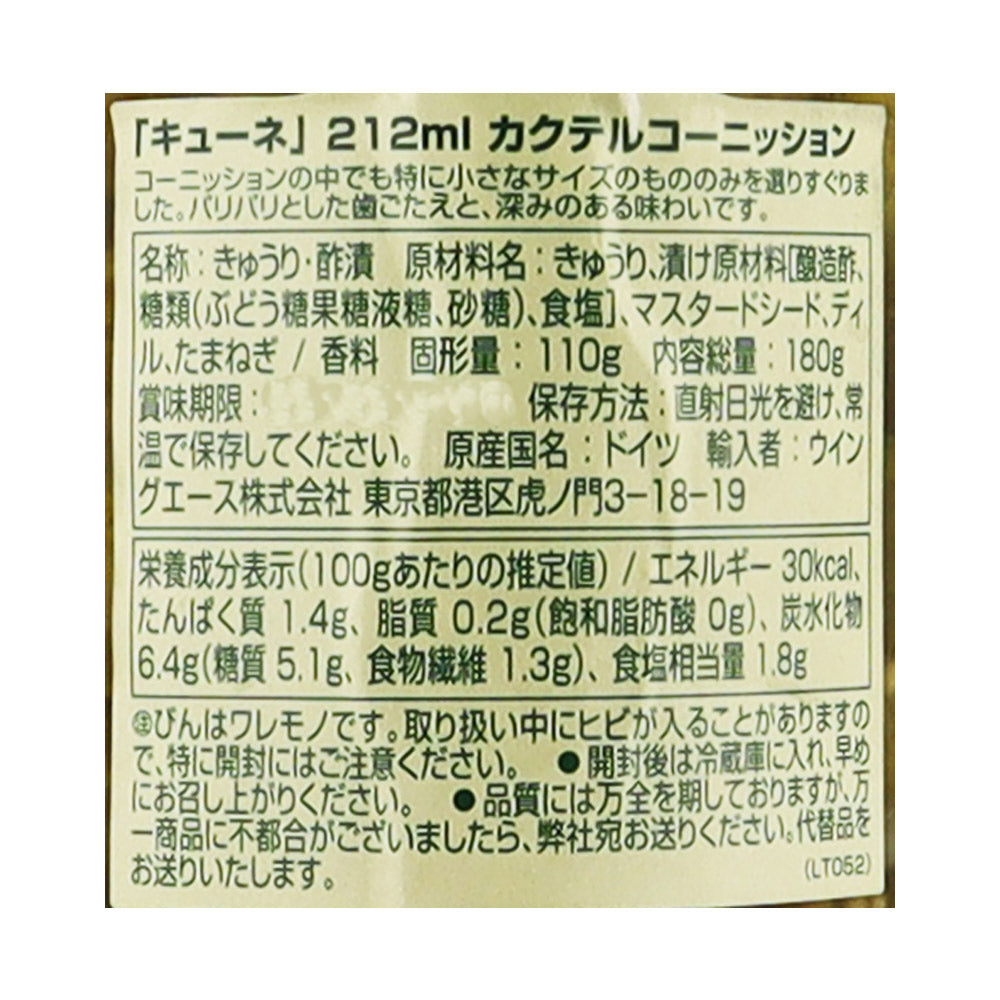 「キューネ」 212ml カクテルコーニッション
コーニッションの中でも特に小さなサイズのもののみを選りすぐりま
した。パリパリとした歯ごたえと、深みのある味わいです。
名称：きゅうり・酢漬　原材料名：きゅうり、漬け原材料[醸造酢、
糖類(ぶどう糖果糖液糖、砂糖)、食塩]、マスタードシード、ディ
ル、たまねぎ / 香料　固形量：110g　内容総量：180g
賞味期限：　保存方法：直射日光を避け、常
温で保存してください。　原産国名：ドイツ　輸入者：ウイン
グエース株式会社 東京都港区虎ノ門3-18-19
栄養成分表示(100gあたりの推定値) / エネルギー 30kcal、
たんぱく質 1.4g、脂質 0.2g(飽和脂肪酸 0g)、炭水化物
6.4g(糖質 5.1g、食物繊維 1.3g)、食塩相当量 1.8g
㊟びんはワレモノです。取り扱い中にヒビが入ることがありますの
で、特に開封にはご注意ください。　●開封後は冷蔵庫に入れ、早め
にお召し上がりください。　●品質には万全を期しておりますが、万
一商品に不都合がございましたら、弊社宛お送りください。代替品を
お送りいたします。
(LT052)